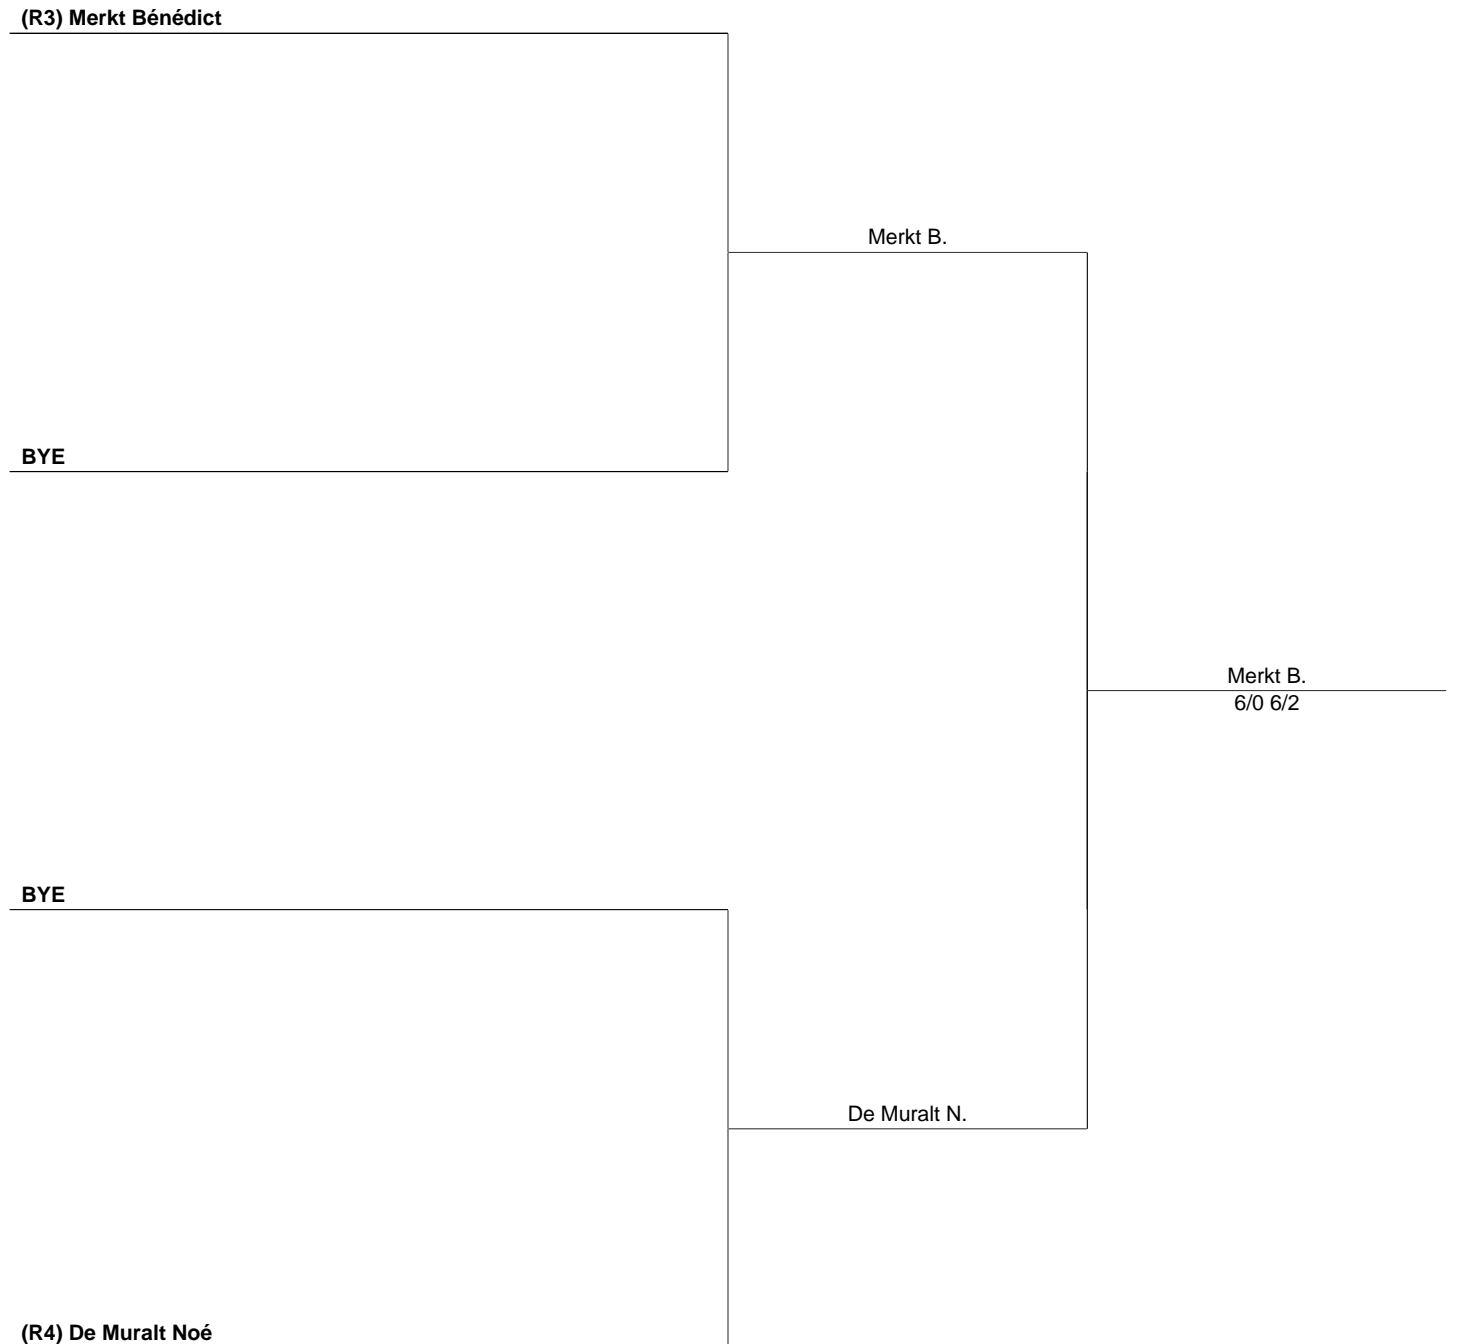 (R3) Merkt Bénédict
Merkt B.
BYE
Merkt B.
6/0 6/2
BYE
De Muralt N.
(R4) De Muralt Noé